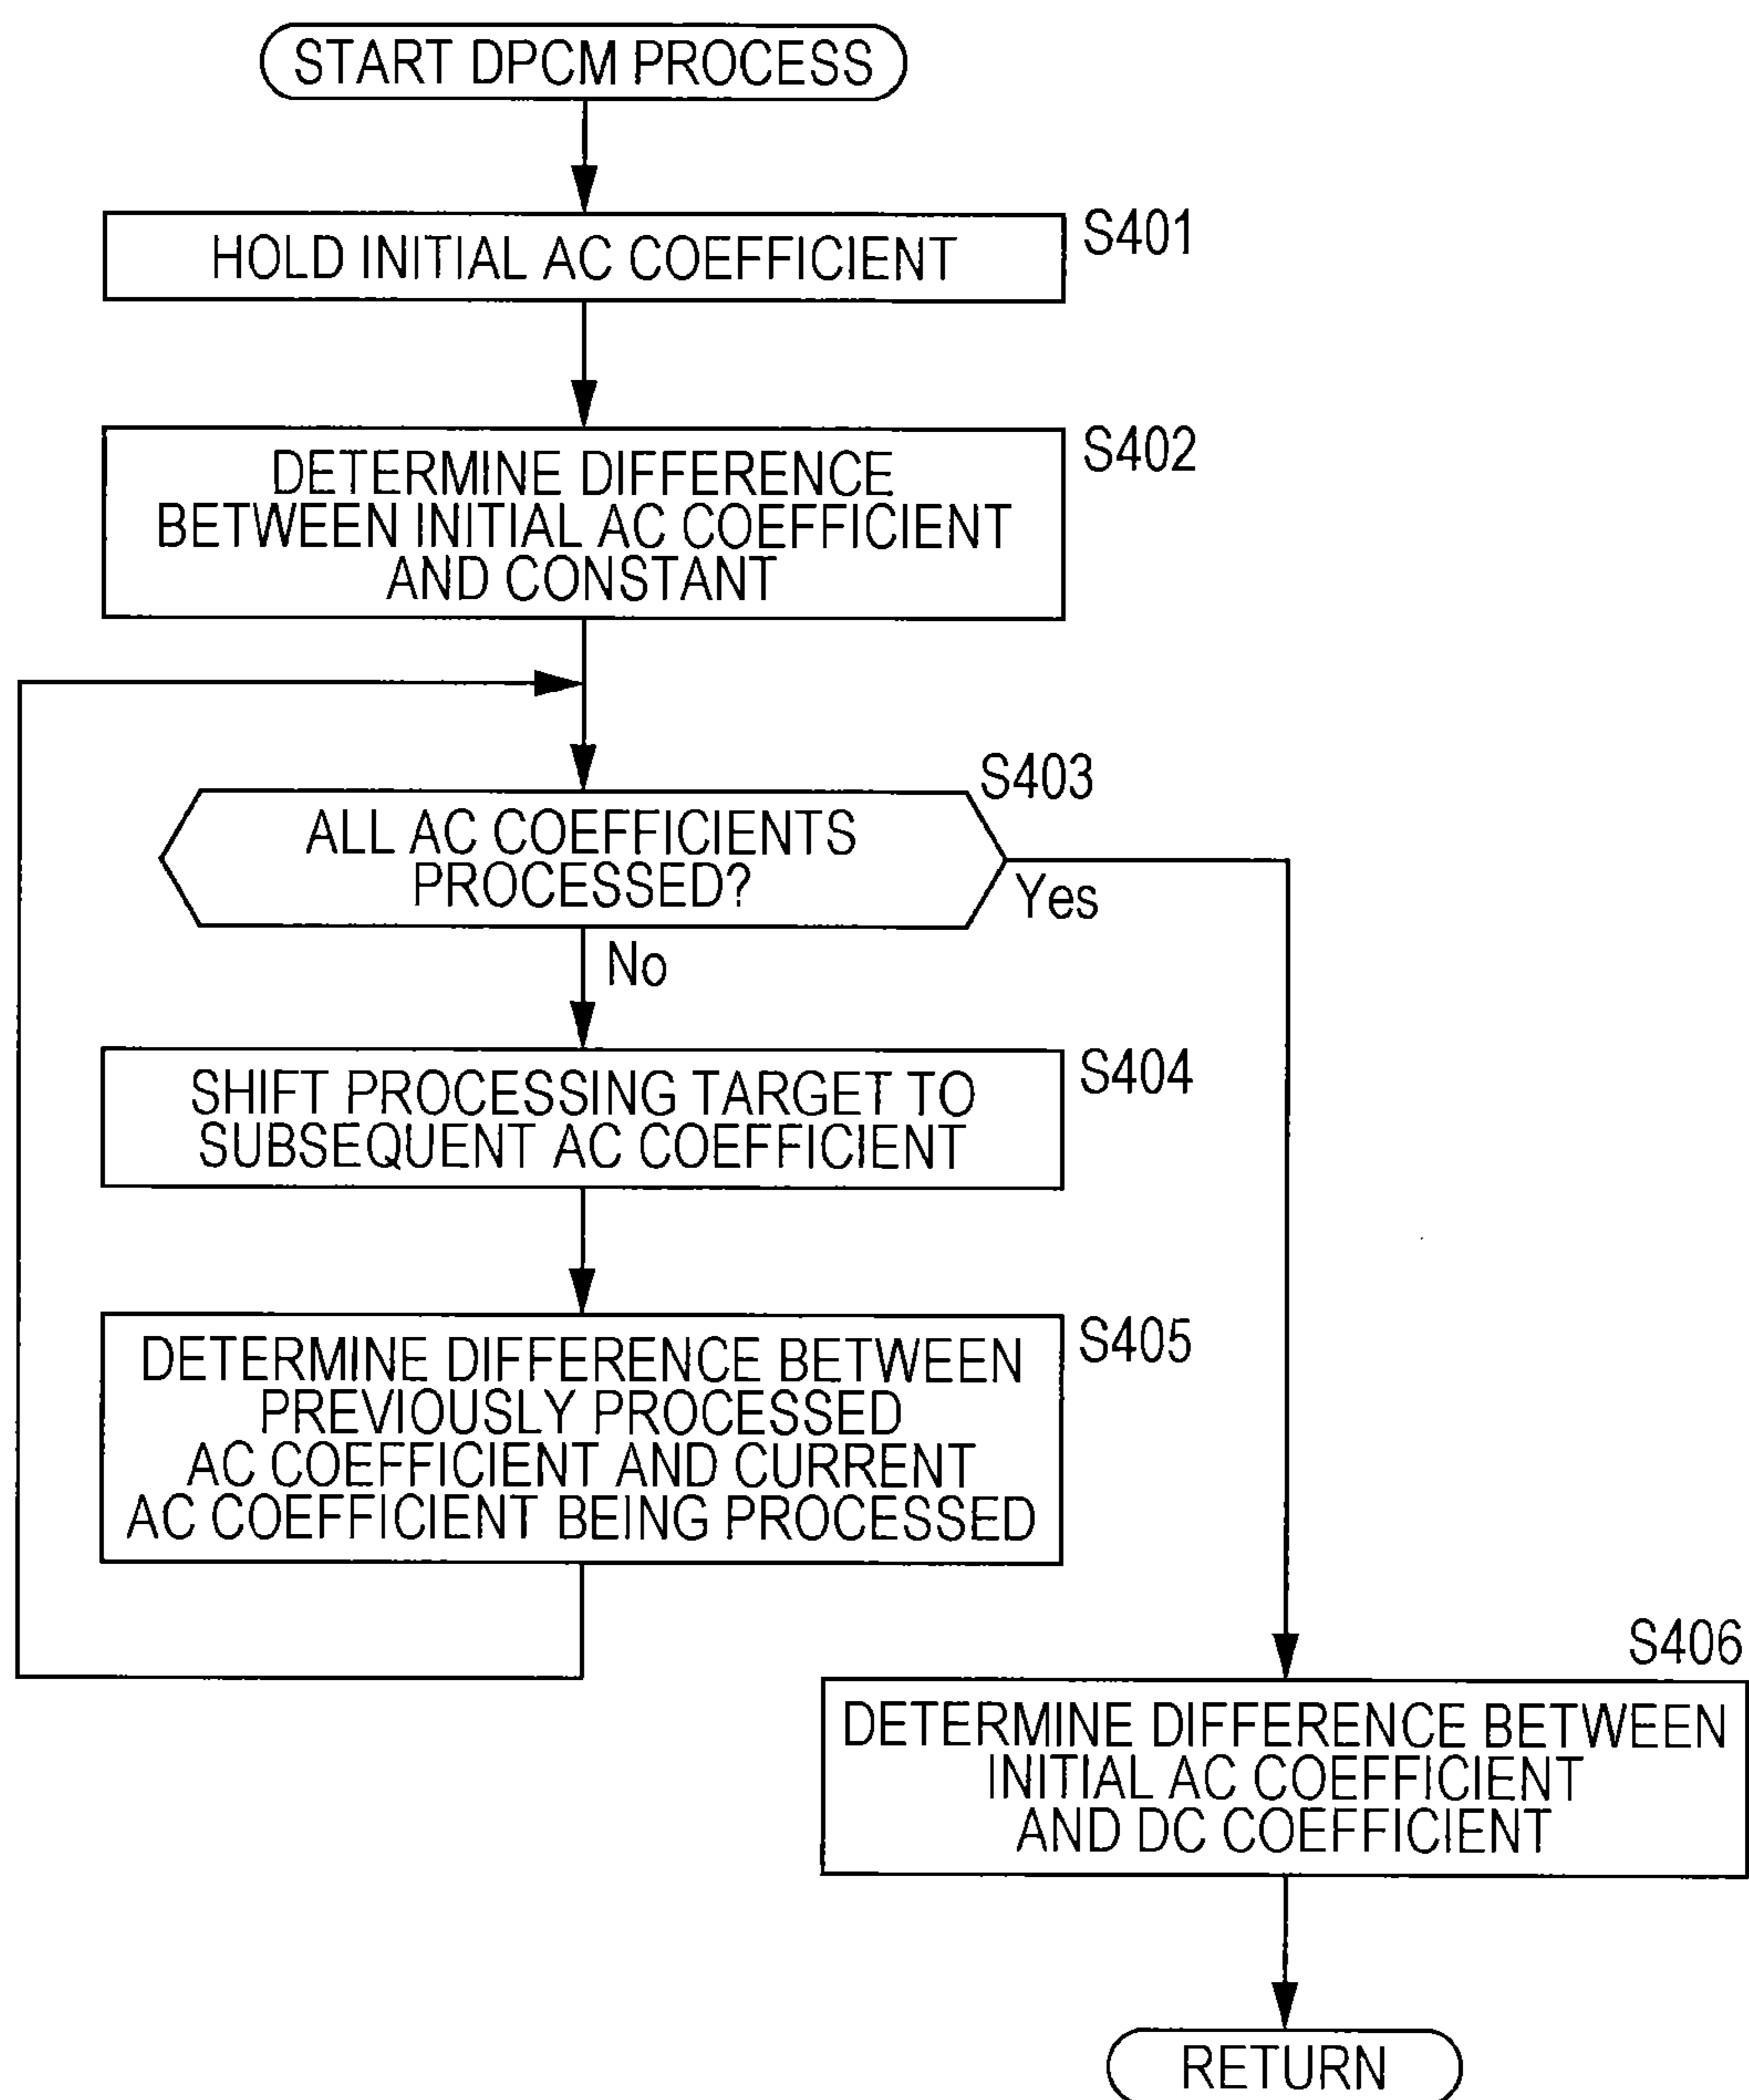 START DPCM PROCESS
HOLD INITIAL AC COEFFICIENT
S401
DETERMINE DIFFERENCE
BETWEEN INITIAL AC COEFFICIENT
AND CONSTANT
S402
ALL AC COEFFICIENTS
PROCESSED?
S403
Yes
No
SHIFT PROCESSING TARGET TO
SUBSEQUENT AC COEFFICIENT
S404
DETERMINE DIFFERENCE BETWEEN
PREVIOUSLY PROCESSED
AC COEFFICIENT AND CURRENT
AC COEFFICIENT BEING PROCESSED
S405
S406
DETERMINE DIFFERENCE BETWEEN
INITIAL AC COEFFICIENT
AND DC COEFFICIENT
RETURN